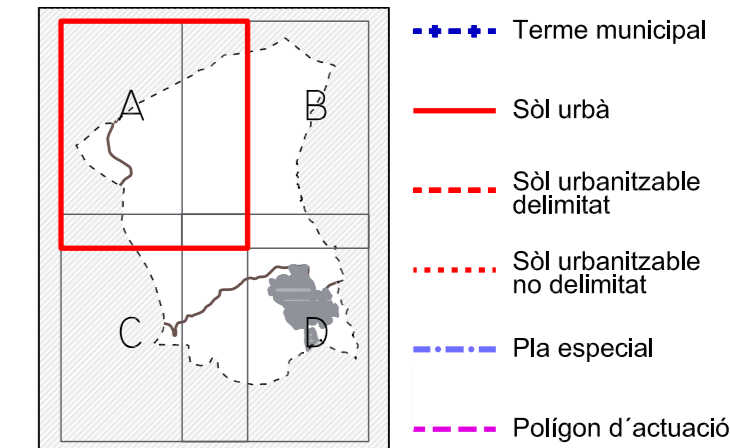 A
B
C
D
Terme municipal
Sòl urbà
Sòl urbanitzable
delimitat
Sòl urbanitzable
no delimitat
Pla especial
Polígon d´actuació